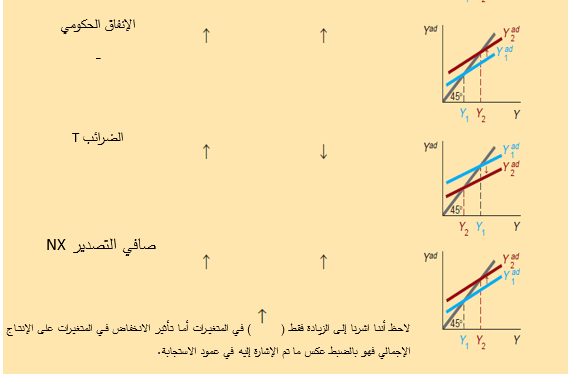 الإنفاق الحكومي ↑ ↑ Yad Y2ad Y1ad 45° Y1 Y2 Y
–
الضرائب T ↑ ↓ Yad Y1ad Y2ad 45° Y2 Y1 Y
صافي التصدير NX ↑ ↑ Yad Y2ad Y1ad 45° Y1 Y2 Y
لاحظ أننا اشرنا إلى الزيادة فقط ( ↑ ) في المتغيرات أما تأثير الانخفاض في المتغيرات على الإنتاج
الإجمالي فهو بالضبط عكس ما تم الإشارة إليه في عمود الاستجابة.